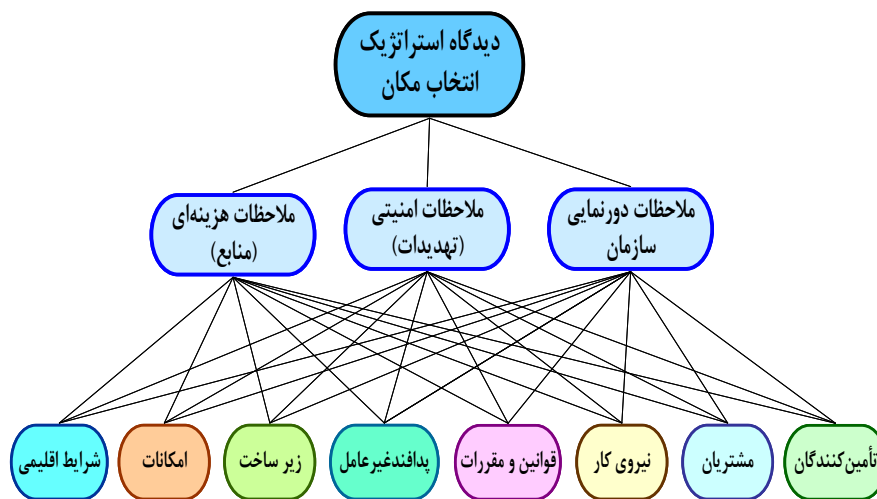 دیدگاه استراتژیک
انتخاب مکان
ملاحظات دورنمایی
سازمان
ملاحظات امنیتی
(تهدیدات)
ملاحظات هزینه‌ای
(منابع)
تأمین‌کنندگان
مشتریان
نیروی کار
قوانین و مقررات
پدافندغیرعامل
زیر ساخت
امکانات
شرایط اقلیمی